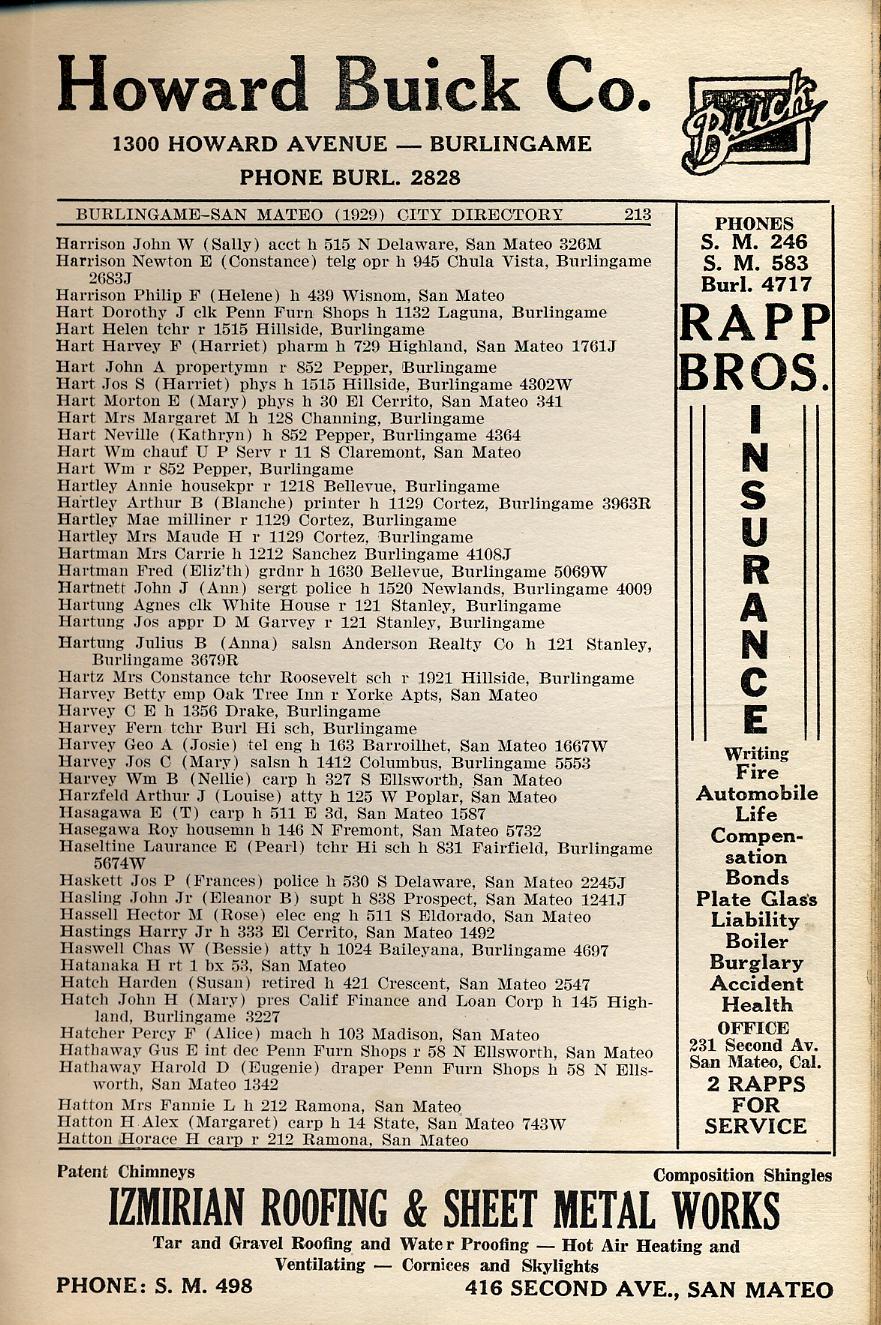 Howard Buick Co.
Buick
1300 HOWARD AVENUE — BURLINGAME
PHONE BURL. 2828
BURLINGAME-SAN MATEO (1929) CITY DIRECTORY 213
Harrison John W (Sally) acct h 515 N Delaware, San Mateo 326M
Harrison Newton E (Constance) telg opr h 945 Chula Vista, Burlingame
2683J
Harrison Philip F (Helene) h 439 Wisnom, San Mateo
Hart Dorothy J clk Penn Furn Shops h 1132 Laguna, Burlingame
Hart Helen tchr r 1515 Hillside, Burlingame
Hart Harvey F (Harriet) pharm h 729 Highland, San Mateo 1761J
Hart John A propertymn r 852 Pepper, Burlingame
Hart Jos S (Harriet) phys h 1515 Hillside, Burlingame 4302W
Hart Morton E (Mary) phys h 30 El Cerrito, San Mateo 341
Hart Mrs Margaret M h 128 Channing, Burlingame
Hart Neville (Kathryn) h 852 Pepper, Burlingame 4364
Hart Wm chauf U P Serv r 11 S Claremont, San Mateo
Hart Wm r 852 Pepper, Burlingame
Hartley Annie housekpr r 1218 Bellevue, Burlingame
Hartley Arthur B (Blanche) printer h 1129 Cortez, Burlingame 3963R
Hartley Mae milliner r 1129 Cortez, Burlingame
Hartley Mrs Maude H r 1129 Cortez, Burlingame
Hartman Mrs Carrie h 1212 Sanchez Burlingame 4108J
Hartman Fred (Eliz'th) grdnr h 1630 Bellevue, Burlingame 5069W
Hartnett John J (Ann) sergt police h 1520 Newlands, Burlingame 4009
Hartung Agnes clk White House r 121 Stanley, Burlingame
Hartung Jos appr D M Garvey r 121 Stanley, Burlingame
Hartung Julius B (Anna) salsn Anderson Realty Co h 121 Stanley,
Burlingame 3679R
Hartz Mrs Constance tchr Roosevelt sch r 1921 Hillside, Burlingame
Harvey Betty emp Oak Tree Inn r Yorke Apts, San Mateo
Harvey C E h 1356 Drake, Burlingame
Harvey Fern tchr Burl Hi sch, Burlingame
Harvey Geo A (Josie) tel eng h 163 Barroilhet, San Mateo 1667W
Harvey Jos C (Mary) salsn h 1412 Columbus, Burlingame 5553
Harvey Wm B (Nellie) carp h 327 S Ellsworth, San Mateo
Harzfeld Arthur J (Louise) atty h 125 W Poplar, San Mateo
Hasagawa E (T) carp h 511 E 3d, San Mateo 1587
Hasegawa Roy housemn h 146 N Fremont, San Mateo 5732
Haseltine Laurance E (Pearl) tchr Hi sch h 831 Fairfield, Burlingame
5674W
Haskett Jos P (Frances) police h 530 S Delaware, San Mateo 2245J
Hasling John Jr (Eleanor B) supt h 838 Prospect, San Mateo 1241J
Hassell Hector M (Rose) elec eng h 511 S Eldorado, San Mateo
Hastings Harry Jr h 333 El Cerrito, San Mateo 1492
Haswell Chas W (Bessie) atty h 1024 Baileyana, Burlingame 4697
Hatanaka H rt 1 bx 53, San Mateo
Hatch Harden (Susan) retired h 421 Crescent, San Mateo 2547
Hatch John H (Mary) pres Calif Finance and Loan Corp h 145 High-
land, Burlingame 3227
Hatcher Percy F (Alice) mach h 103 Madison, San Mateo
Hathaway Gus E int dec Penn Furn Shops r 58 N Ellsworth, San Mateo
Hathaway Harold D (Eugenie) draper Penn Furn Shops h 58 N Ells-
worth, San Mateo 1342
Hatton Mrs Fannie L h 212 Ramona, San Mateo
Hatton H Alex (Margaret) carp h 14 State, San Mateo 743W
Hatton Horace H carp r 212 Ramona, San Mateo
PHONES
S. M. 246
S. M. 583
Burl. 4717
RAPP
BROS.
I
N
S
U
R
A
N
C
E
Writing
Fire
Automobile
Life
Compen-
sation
Bonds
Plate Glass
Liability
Boiler
Burglary
Accident
Health
OFFICE
231 Second Av.
San Mateo, Cal.
2 RAPPS
FOR
SERVICE
Patent Chimneys Composition Shingles
IZMIRIAN ROOFING & SHEET METAL WORKS
Tar and Gravel Roofing and Water Proofing — Hot Air Heating and
Ventilating — Cornices and Skylights
PHONE: S. M. 498 416 SECOND AVE., SAN MATEO